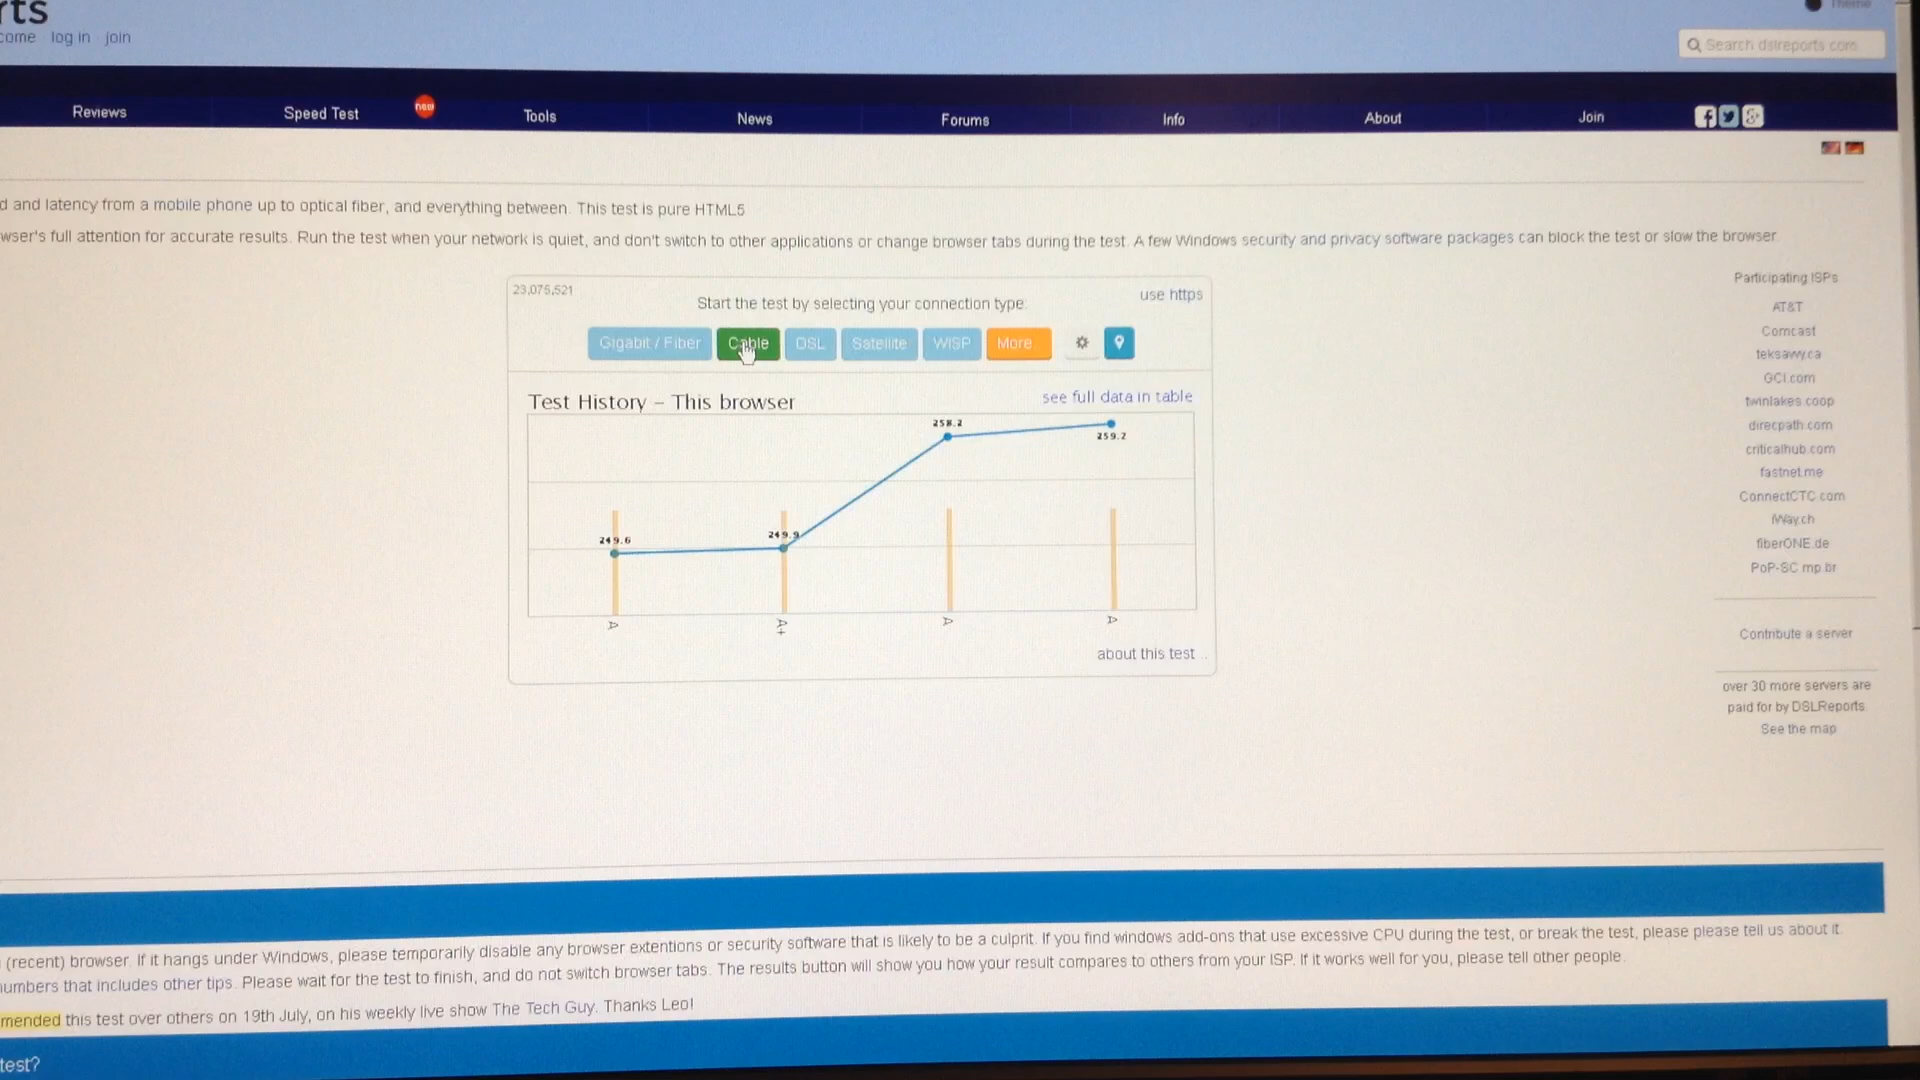 rts
come log in join
Theme
Search dslreports.com
Reviews
Speed Test
new
Tools
News
Forums
Info
About
Join
d and latency from a mobile phone up to optical fiber, and everything between. This test is pure HTML5
wser's full attention for accurate results. Run the test when your network is quiet, and don't switch to other applications or change browser tabs during the test. A few Windows security and privacy software packages can block the test or slow the browser.
23,075,521
Start the test by selecting your connection type:
use https
Gigabit / Fiber
Cable
DSL
Satellite
WISP
More..
Test History – This browser
see full data in table
249.6
249.9
258.2
259.2
A
A+
A
A
about this test ..
Participating ISPs
AT&T
Comcast
teksavvy.ca
GCI.com
twinlakes.coop
direcpath.com
criticalhub.com
fastnet.me
ConnectCTC.com
iWay.ch
fiberONE.de
PoP-SC rnp.br
Contribute a server
over 30 more servers are
paid for by DSLReports
See the map
(recent) browser. If it hangs under Windows, please temporarily disable any browser extentions or security software that is likely to be a culprit. If you find windows add-ons that use excessive CPU during the test, or break the test, please please tell us about it.
umbers that includes other tips. Please wait for the test to finish, and do not switch browser tabs. The results button will show you how your result compares to others from your ISP. If it works well for you, please tell other people.
mended this test over others on 19th July, on his weekly live show The Tech Guy. Thanks Leo!
test?